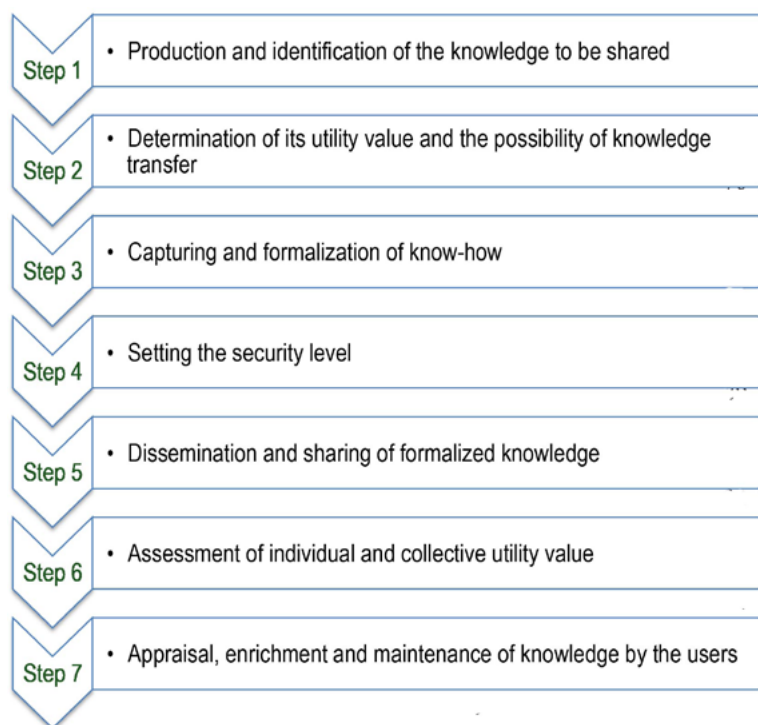 Step 1
• Production and identification of the knowledge to be shared
Step 2
• Determination of its utility value and the possibility of knowledge
transfer
Step 3
• Capturing and formalization of know-how
Step 4
• Setting the security level
Step 5
• Dissemination and sharing of formalized knowledge
Step 6
• Assessment of individual and collective utility value
Step 7
• Appraisal, enrichment and maintenance of knowledge by the users